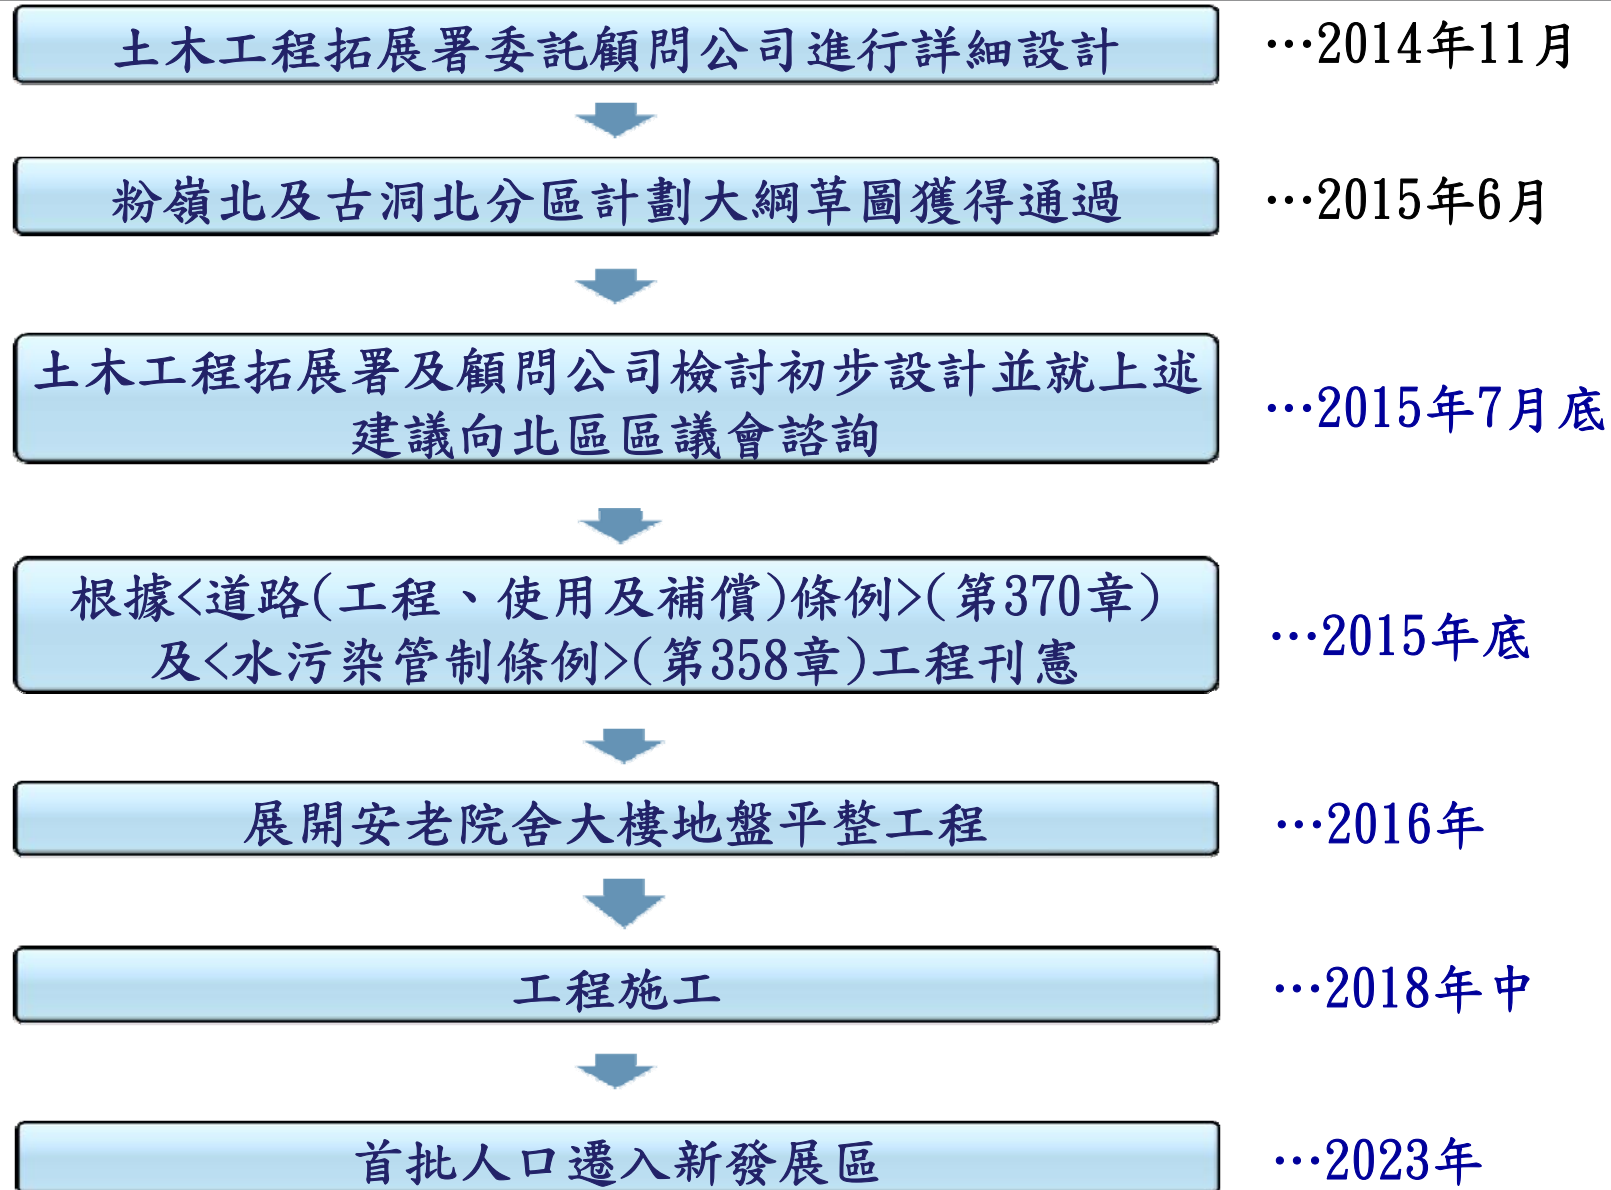 土木工程拓展署委託顧問公司進行詳細設計 …2014年11月
粉嶺北及古洞北分區計劃大綱草圖獲得通過 …2015年6月
土木工程拓展署及顧問公司檢討初步設計並就上述
建議向北區區議會諮詢 …2015年7月底
根據<道路(工程、使用及補償)條例>(第370章)
及<水污染管制條例>(第358章)工程刊憲 …2015年底
展開安老院舍大樓地盤平整工程 …2016年
工程施工 …2018年中
首批人口遷入新發展區 …2023年